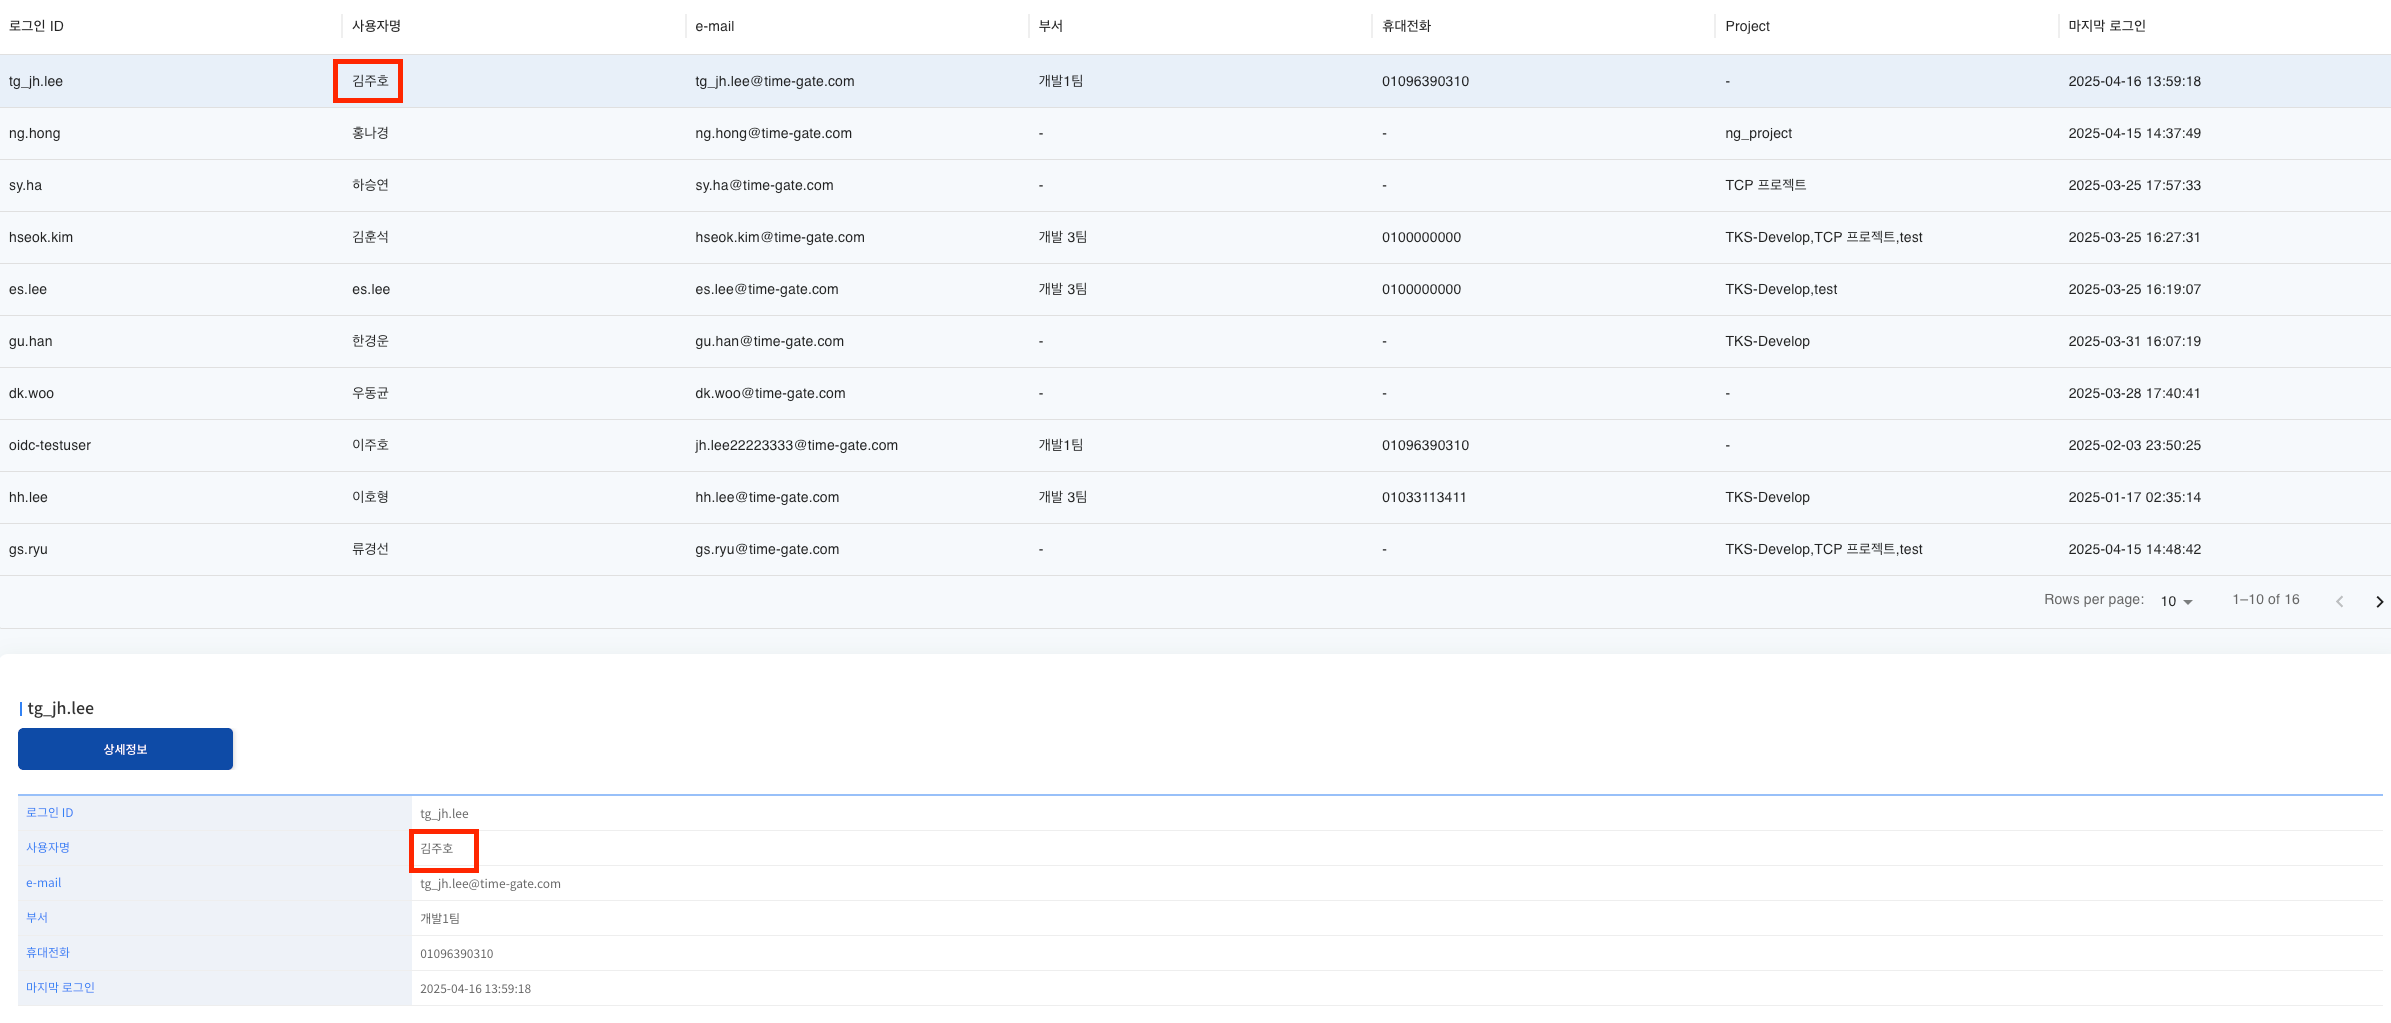 로그인 ID 사용자명 e-mail 부서 휴대전화 Project 마지막 로그인
tg_jh.lee 김주호 tg_jh.lee@time-gate.com 개발1팀 01096390310 - 2025-04-16 13:59:18
ng.hong 홍나경 ng.hong@time-gate.com - - ng_project 2025-04-15 14:37:49
sy.ha 하승연 sy.ha@time-gate.com - - TCP 프로젝트 2025-03-25 17:57:33
hseok.kim 김훈석 hseok.kim@time-gate.com 개발 3팀 0100000000 TKS-Develop,TCP 프로젝트,test 2025-03-25 16:27:31
es.lee es.lee es.lee@time-gate.com 개발 3팀 0100000000 TKS-Develop,test 2025-03-25 16:19:07
gu.han 한경운 gu.han@time-gate.com - - TKS-Develop 2025-03-31 16:07:19
dk.woo 우동균 dk.woo@time-gate.com - - - 2025-03-28 17:40:41
oidc-testuser 이주호 jh.lee22223333@time-gate.com 개발1팀 01096390310 - 2025-02-03 23:50:25
hh.lee 이호형 hh.lee@time-gate.com 개발 3팀 01033113411 TKS-Develop 2025-01-17 02:35:14
gs.ryu 류경선 gs.ryu@time-gate.com - - TKS-Develop,TCP 프로젝트,test 2025-04-15 14:48:42
Rows per page: 10 1–10 of 16
tg_jh.lee
상세정보
로그인 ID tg_jh.lee
사용자명 김주호
e-mail tg_jh.lee@time-gate.com
부서 개발1팀
휴대전화 01096390310
마지막 로그인 2025-04-16 13:59:18